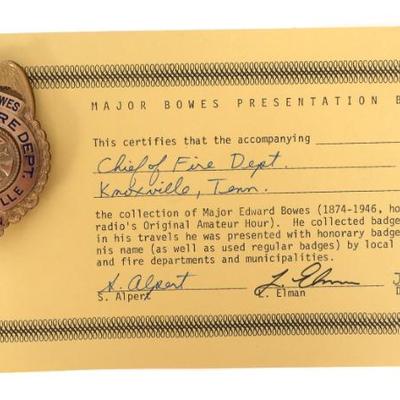 WES
RE DEPT.
LLE
MAJOR BOWES PRESENTATION B
This certifies that the accompanying
Chief of Fire Dept.
Knoxville, Tenn.
the collection of Major Edward Bowes (1874-1946, ho
radio's Original Amateur Hour). He collected badge
in his travels he was presented with honorary badge
his name (as well as used regular badges) by local
and fire departments and municipalities.
S. Alpert L. Elman J
S. Alpert L. Elman D